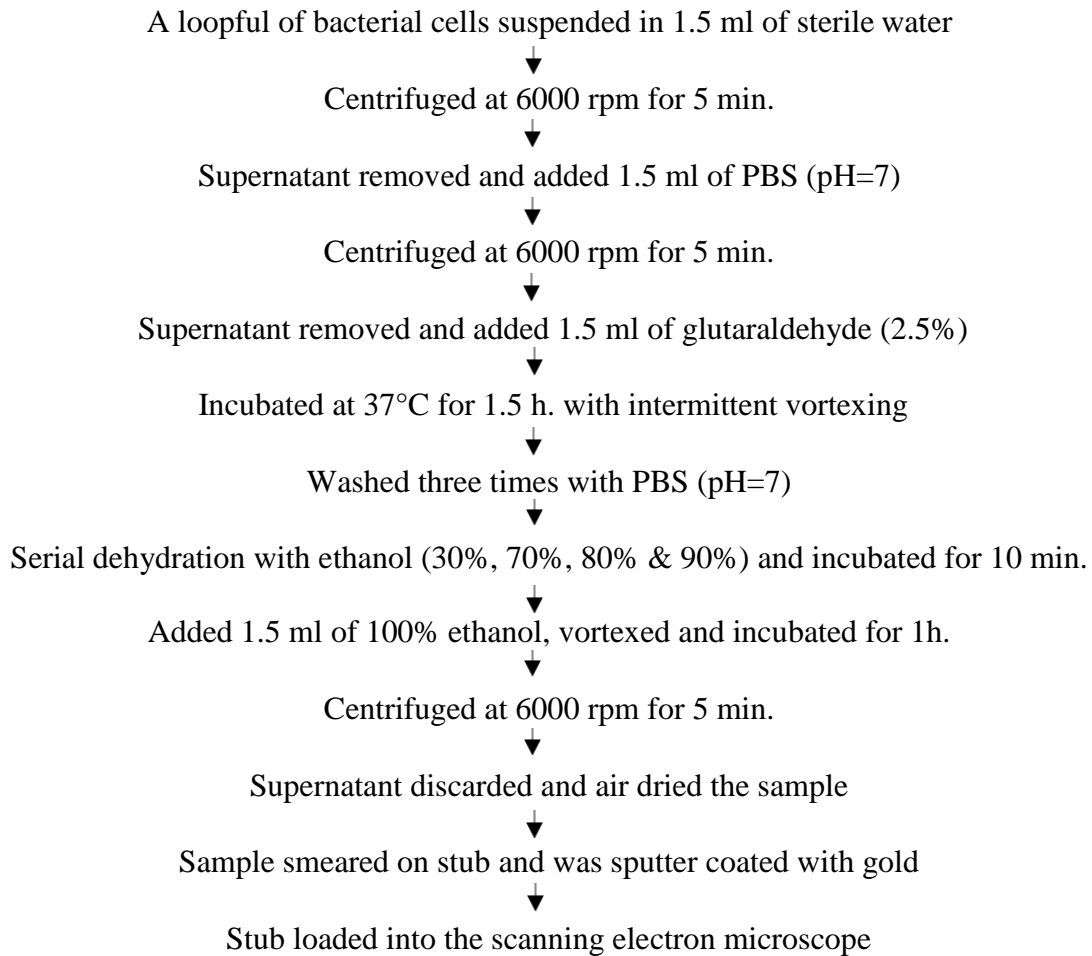 A loopful of bacterial cells suspended in 1.5 ml of sterile water
Centrifuged at 6000 rpm for 5 min.
Supernatant removed and added 1.5 ml of PBS (pH=7)
Centrifuged at 6000 rpm for 5 min.
Supernatant removed and added 1.5 ml of glutaraldehyde (2.5%)
Incubated at 37°C for 1.5 h. with intermittent vortexing
Washed three times with PBS (pH=7)
Serial dehydration with ethanol (30%, 70%, 80% & 90%) and incubated for 10 min.
Added 1.5 ml of 100% ethanol, vortexed and incubated for 1h.
Centrifuged at 6000 rpm for 5 min.
Supernatant discarded and air dried the sample
Sample smeared on stub and was sputter coated with gold
Stub loaded into the scanning electron microscope